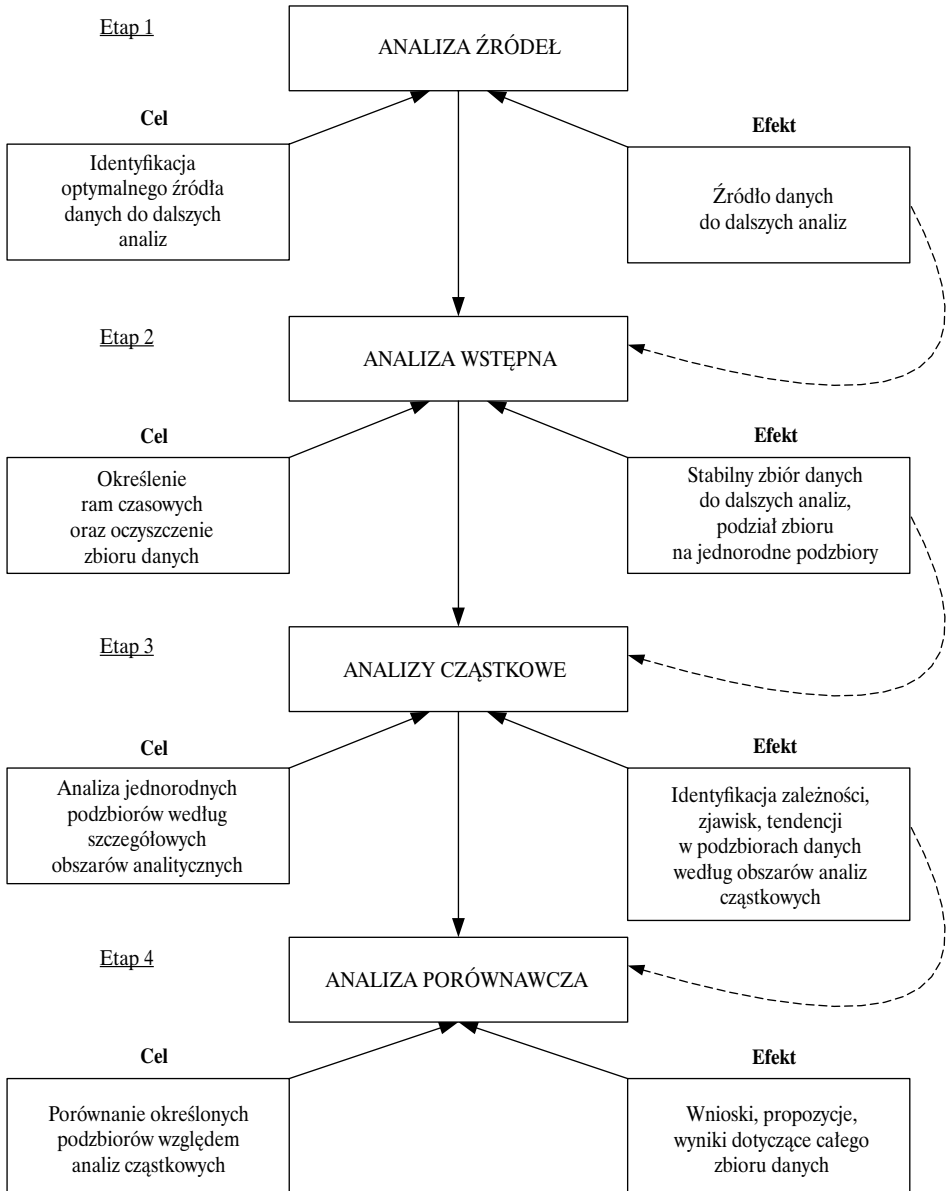 Etap 1
ANALIZA ŹRÓDEŁ
Cel
Identyfikacja
optymalnego źródła
danych do dalszych
analiz
Efekt
Źródło danych
do dalszych analiz
Etap 2
ANALIZA WSTĘPNA
Cel
Określenie
ram czasowych
oraz oczyszczenie
zbioru danych
Efekt
Stabilny zbiór danych
do dalszych analiz,
podział zbioru
na jednorodne podzbiory
Etap 3
ANALIZY CZĄSTKOWE
Cel
Analiza jednorodnych
podzbiorów według
szczegółowych
obszarów analitycznych
Efekt
Identyfikacja zależności,
zjawisk, tendencji
w podzbiorach danych
według obszarów analiz
cząstkowych
Etap 4
ANALIZA PORÓWNAWCZA
Cel
Porównanie określonych
podzbiorów względem
analiz cząstkowych
Efekt
Wnioski, propozycje,
wyniki dotyczące całego
zbioru danych